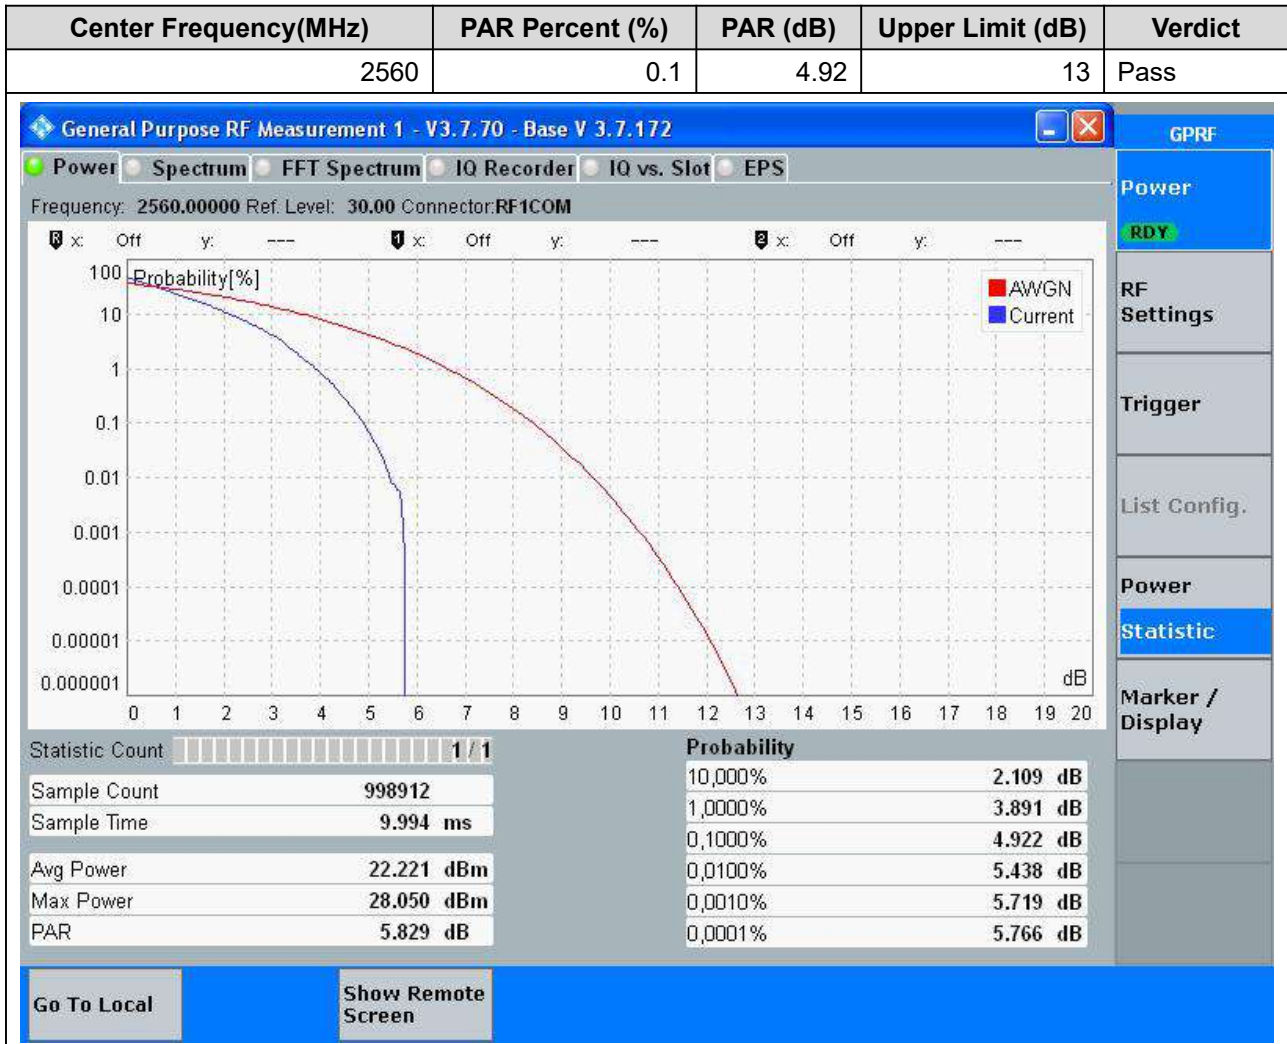 Center Frequency(MHz) PAR Percent (%) PAR (dB) Upper Limit (dB) Verdict
2560 0.1 4.92 13 Pass
General Purpose RF Measurement 1 - V3.7.70 - Base V 3.7.172
GPRF
Power Spectrum FFT Spectrum IQ Recorder IQ vs. Slot EPS
Frequency: 2560.00000 Ref. Level: 30.00 Connector:RF1COM
R x: Off y: --- 1 x: Off y: --- 2 x: Off y: ---
Probability[%]
AWGN
Current
100
10
1
0.1
0.01
0.001
0.0001
0.00001
0.000001
dB
0 1 2 3 4 5 6 7 8 9 10 11 12 13 14 15 16 17 18 19 20
Statistic Count 1 / 1
Sample Count 998912
Sample Time 9.994 ms
Avg Power 22.221 dBm
Max Power 28.050 dBm
PAR 5.829 dB
Probability
10,000% 2.109 dB
1,0000% 3.891 dB
0,1000% 4.922 dB
0,0100% 5.438 dB
0,0010% 5.719 dB
0,0001% 5.766 dB
Power
RDY
RF
Settings
Trigger
List Config.
Power
Statistic
Marker /
Display
Go To Local
Show Remote
Screen